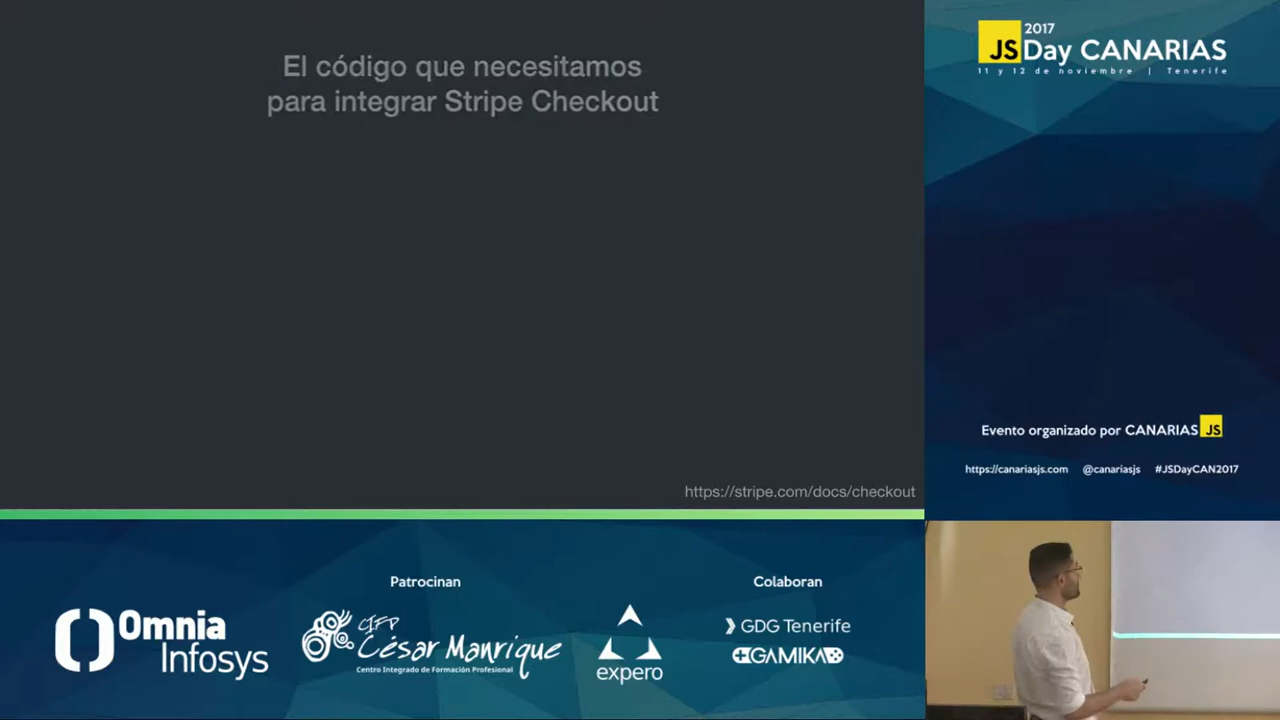 El código que necesitamos
para integrar Stripe Checkout
https://stripe.com/docs/checkout
2017
JSDay CANARIAS
11 y 12 de noviembre | Tenerife
Evento organizado por CANARIAS JS
https://canariasjs.com @canariasjs #JSDayCAN2017
Patrocinan
Omnia
Infosys
CIFP
César Manrique
Centro Integrado de Formación Profesional
expero
Colaboran
GDG Tenerife
GAMIKA